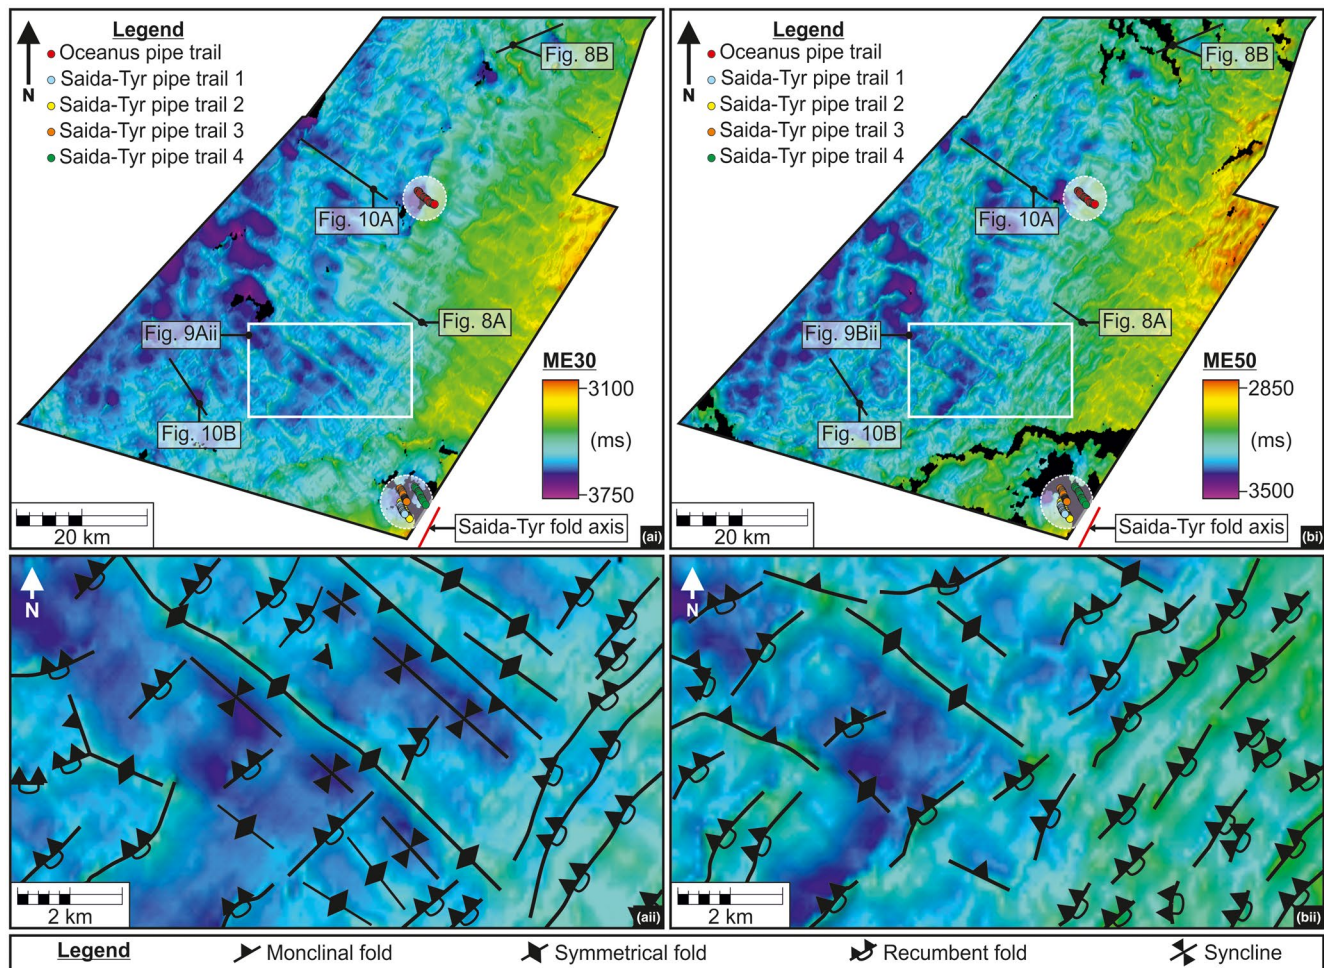 Legend
Oceanus pipe trail
Saida-Tyr pipe trail 1
Saida-Tyr pipe trail 2
Saida-Tyr pipe trail 3
Saida-Tyr pipe trail 4
N
Fig. 8B
Fig. 10A
Fig. 8A
Fig. 9Aii
Fig. 10B
ME30
3100
(ms)
3750
20 km
Saida-Tyr fold axis
(ai)
Legend
Oceanus pipe trail
Saida-Tyr pipe trail 1
Saida-Tyr pipe trail 2
Saida-Tyr pipe trail 3
Saida-Tyr pipe trail 4
N
Fig. 8B
Fig. 10A
Fig. 8A
Fig. 9Bii
Fig. 10B
ME50
2850
(ms)
3500
20 km
Saida-Tyr fold axis
(bi)
N
2 km
(aii)
N
2 km
(bii)
Legend
Monclinal fold
Symmetrical fold
Recumbent fold
Syncline